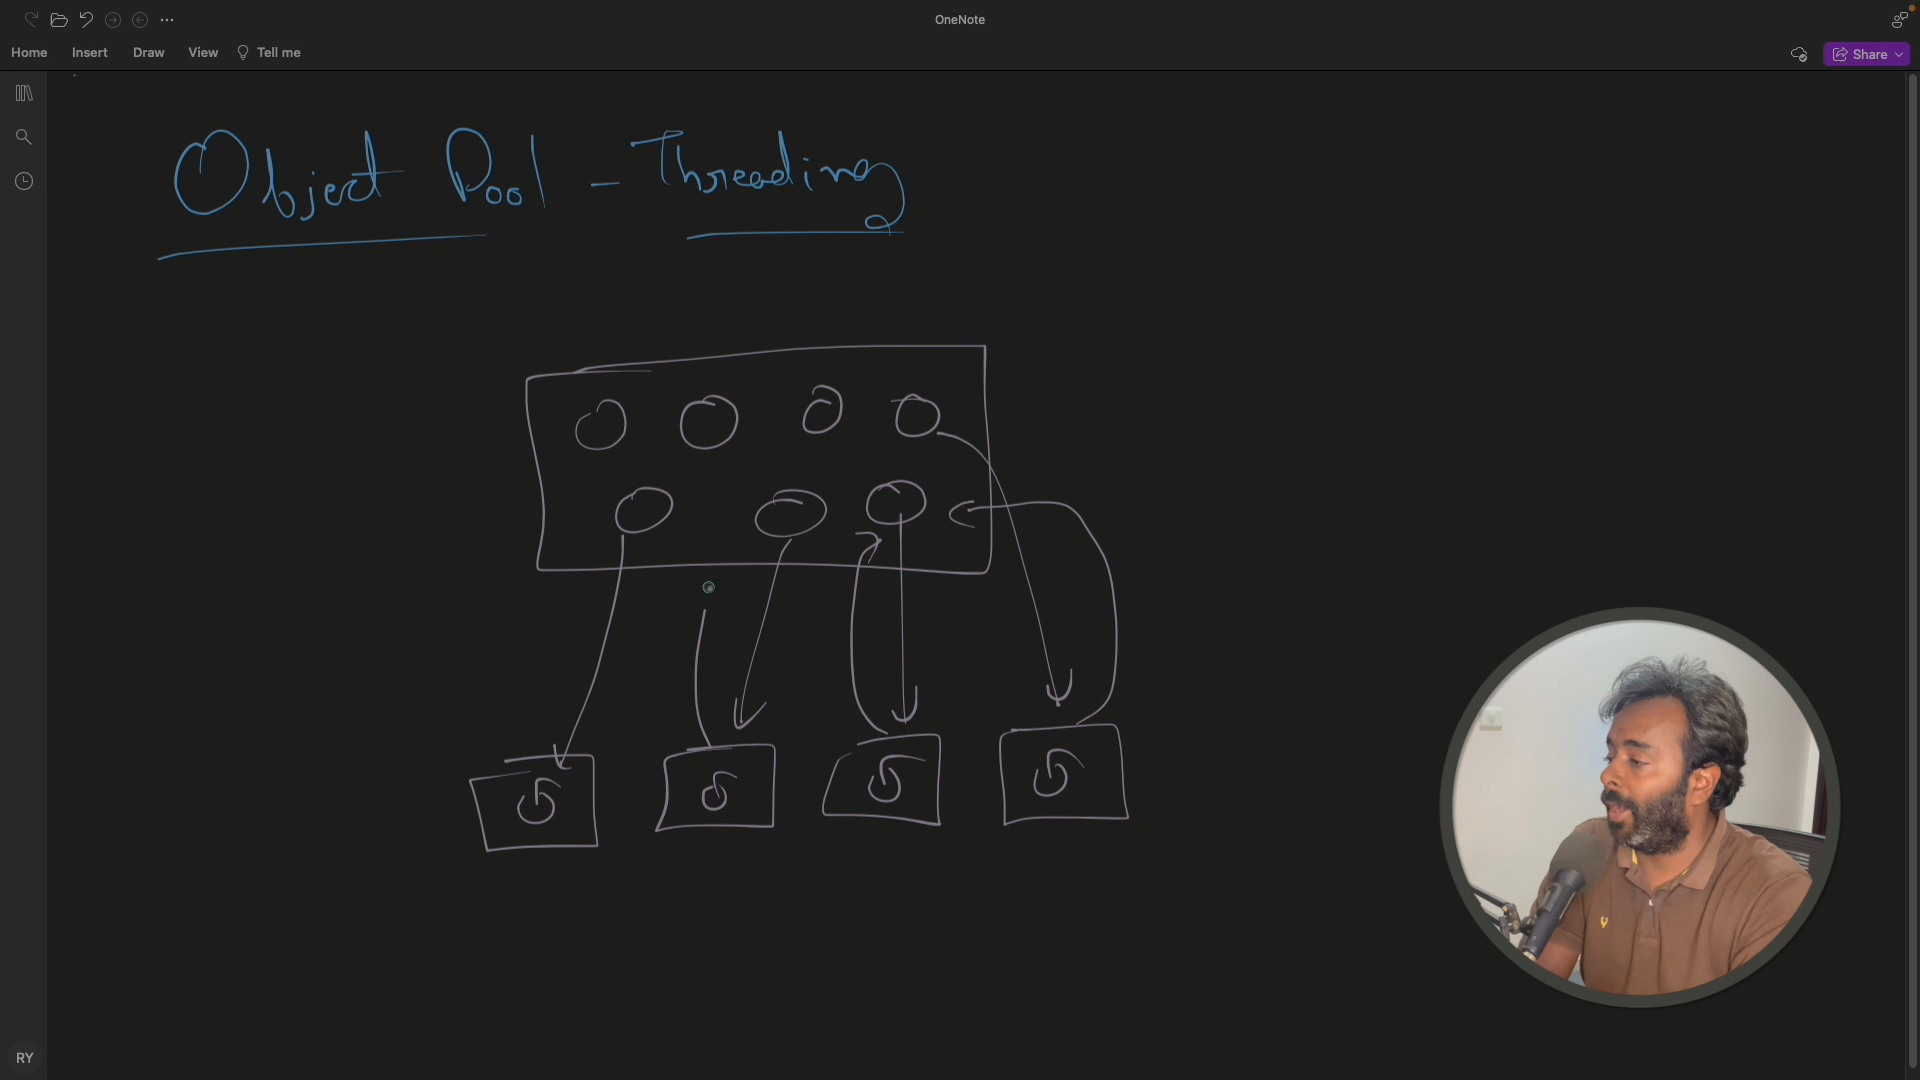 OneNote
Home Insert Draw View Tell me
Share
Object Pool - Threading
RY